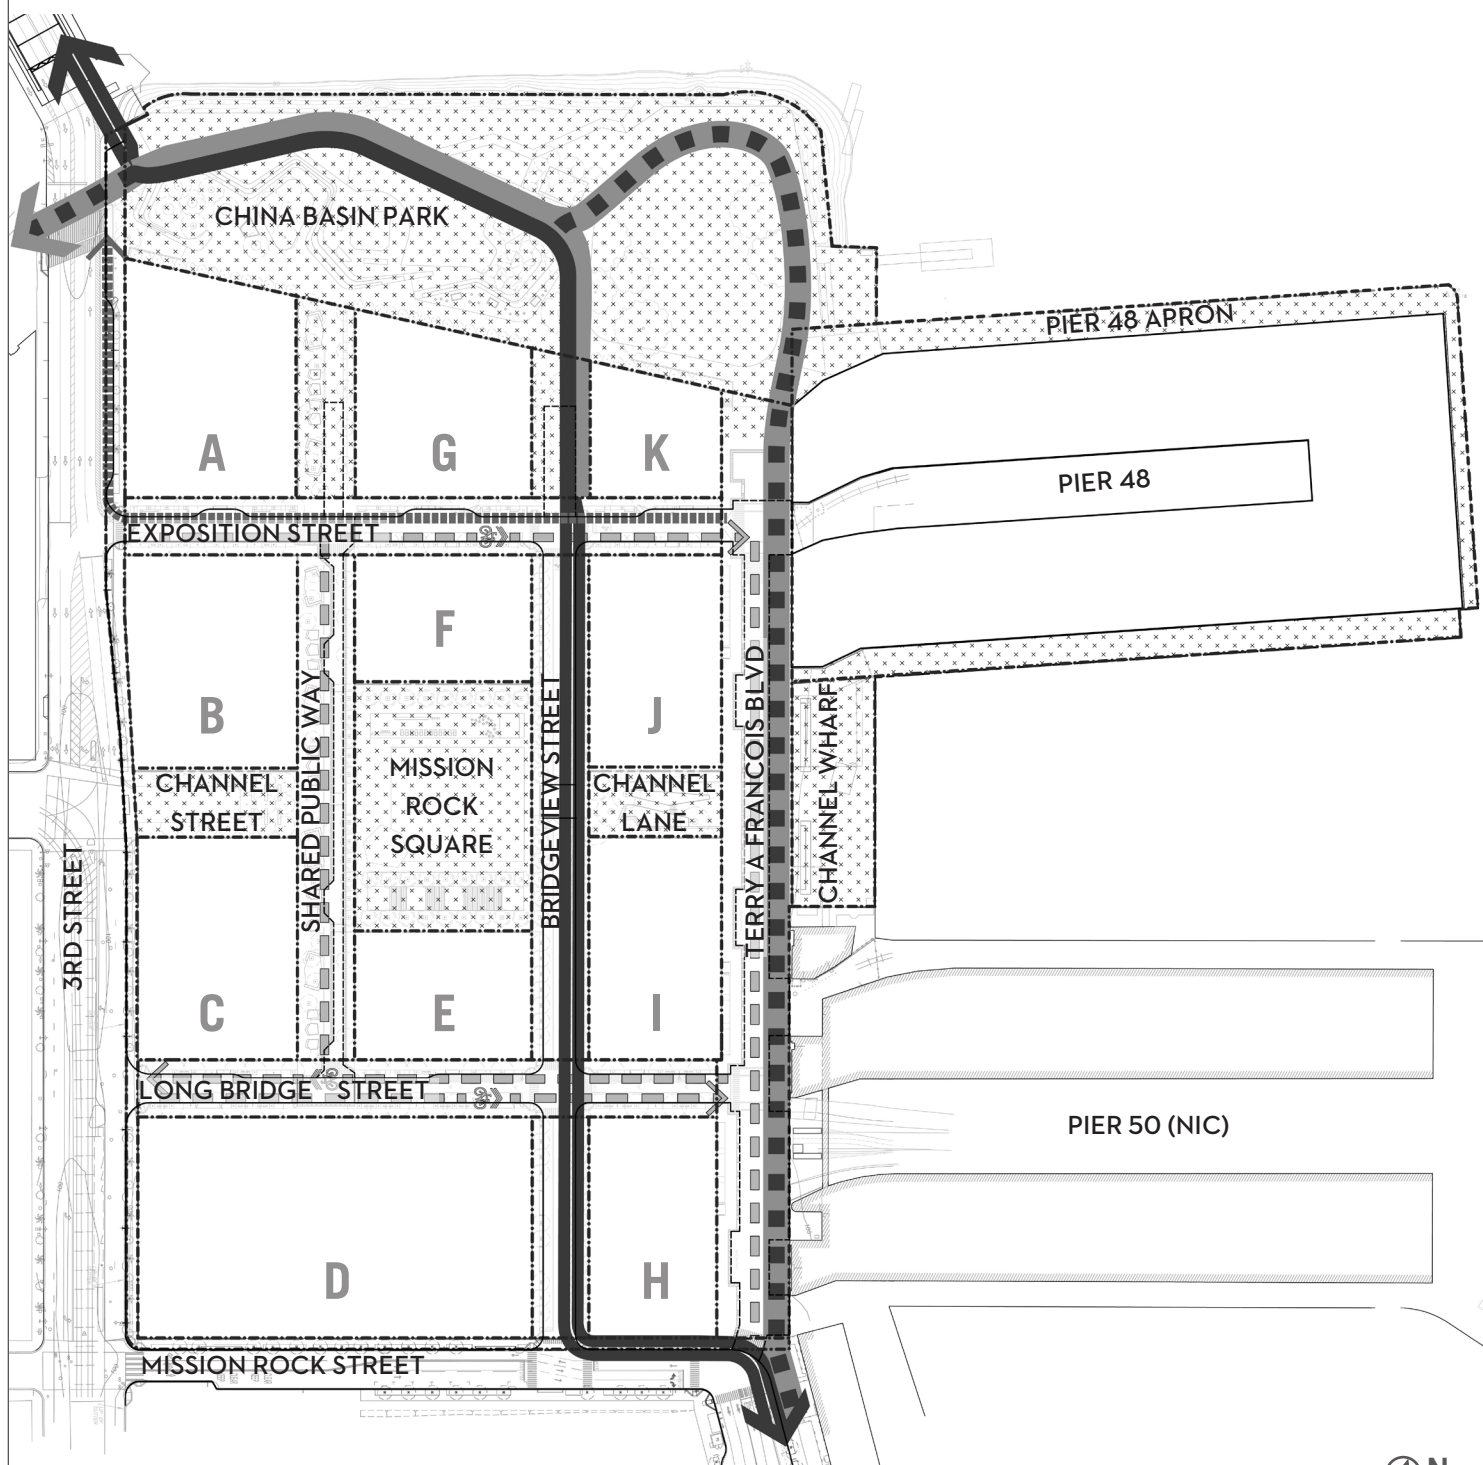 CHINA BASIN PARK
PIER 48 APRON
A
G
K
PIER 48
EXPOSITION STREET
F
B
SHARED PUBLIC WAY
BRIDGEVIEW STREET
J
TERRY A FRANCOIS BLVD
CHANNEL WHARF
CHANNEL
STREET
MISSION
ROCK
SQUARE
CHANNEL
LANE
3RD STREET
C
E
I
LONG BRIDGE STREET
PIER 50 (NIC)
D
H
MISSION ROCK STREET
N